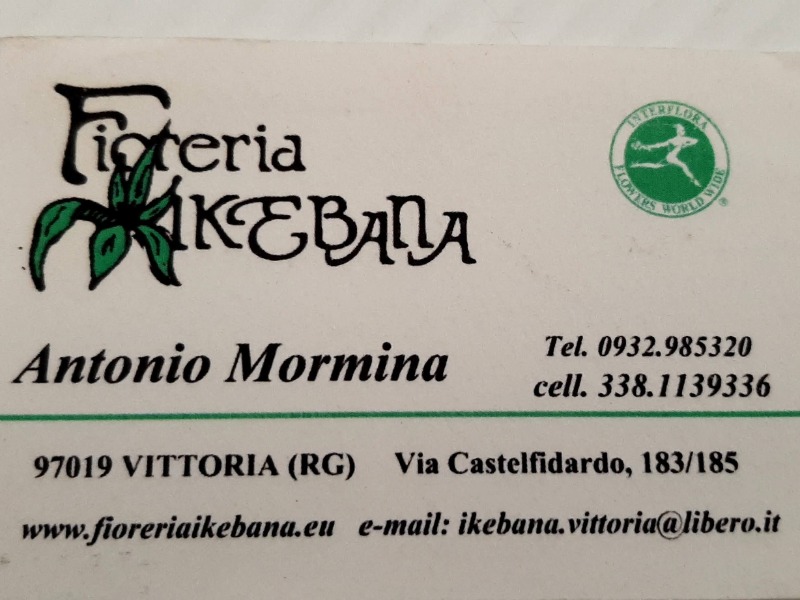 Fioreria
IKEBANA
INTERFLORA
FLOWERS WORLD WIDE
®
Antonio Mormina
Tel. 0932.985320
cell. 338.1139336
97019 VITTORIA (RG) Via Castelfidardo, 183/185
www.fioreriaikebana.eu e-mail: ikebana.vittoria@libero.it